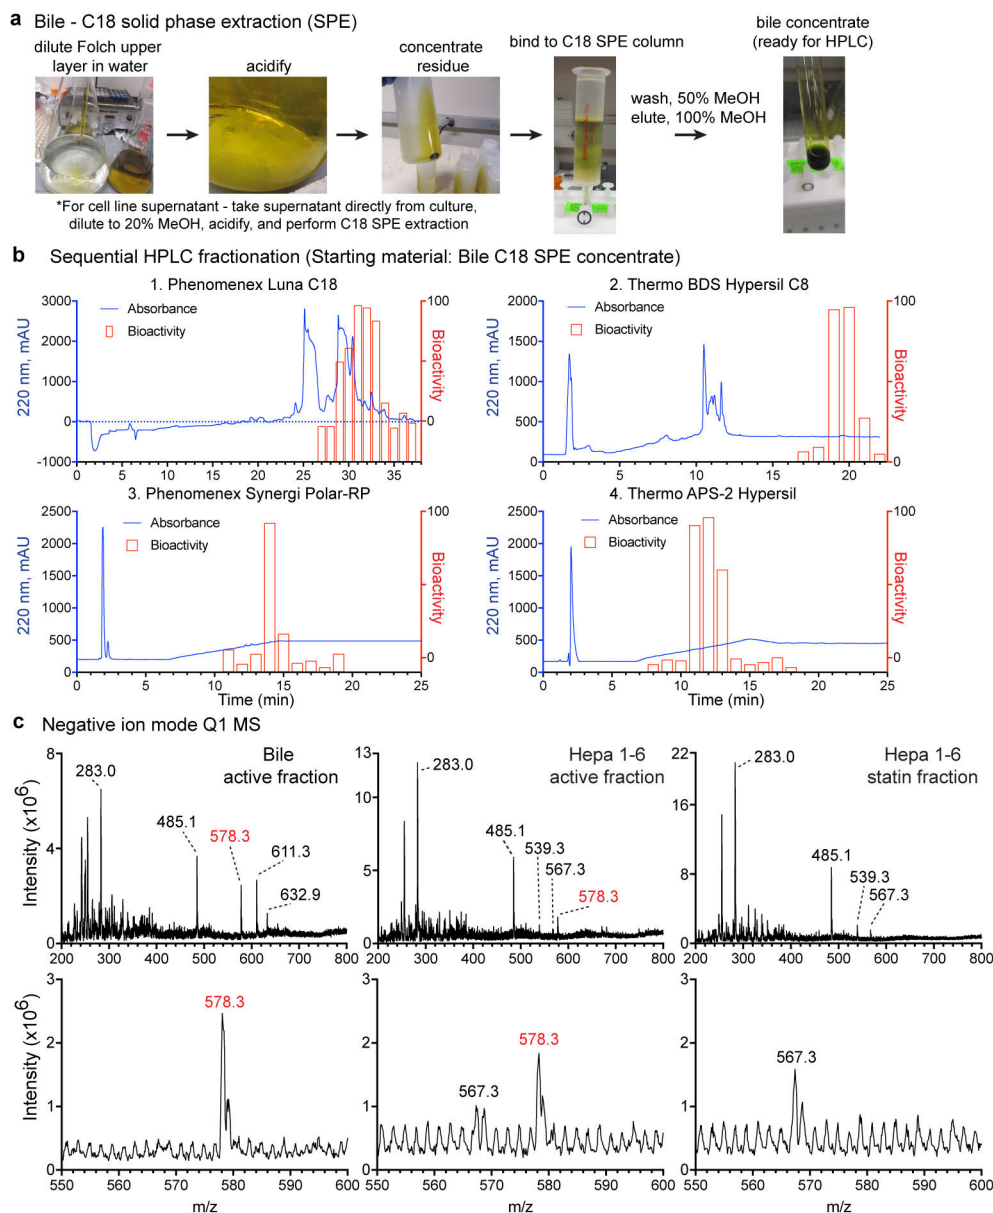 a Bile - C18 solid phase extraction (SPE)
dilute Folch upper
layer in water
acidify
concentrate
residue
bind to C18 SPE column
bile concentrate
(ready for HPLC)
wash, 50% MeOH
elute, 100% MeOH
*For cell line supernatant - take supernatant directly from culture,
dilute to 20% MeOH, acidify, and perform C18 SPE extraction
b Sequential HPLC fractionation (Starting material: Bile C18 SPE concentrate)
1. Phenomenex Luna C18
220 nm, mAU
3000
2000
1000
0
-1000
Absorbance
Bioactivity
100
0
Bioactivity
0 5 10 15 20 25 30 35
2. Thermo BDS Hypersil C8
220 nm, mAU
2000
1500
1000
500
0
Absorbance
Bioactivity
100
0
Bioactivity
0 5 10 15 20
3. Phenomenex Synergi Polar-RP
220 nm, mAU
2500
2000
1500
1000
500
0
Absorbance
Bioactivity
100
0
Bioactivity
0 5 10 15 20 25
Time (min)
4. Thermo APS-2 Hypersil
220 nm, mAU
2500
2000
1500
1000
500
0
Absorbance
Bioactivity
100
0
Bioactivity
0 5 10 15 20 25
Time (min)
c Negative ion mode Q1 MS
Intensity (x10⁶)
8
4
0
Bile
active fraction
283.0
485.1
578.3
611.3
632.9
200 300 400 500 600 700 800
13
10
5
0
Hepa 1-6
active fraction
283.0
485.1
539.3
567.3
578.3
200 400 600 800
22
16
8
0
Hepa 1-6
statin fraction
283.0
485.1
539.3
567.3
200 400 600 800
Intensity (x10⁶)
3
2
1
0
578.3
550 560 570 580 590 600
m/z
3
2
1
0
567.3
578.3
550 560 570 580 590 600
m/z
3
2
1
0
567.3
550 560 570 580 590 600
m/z